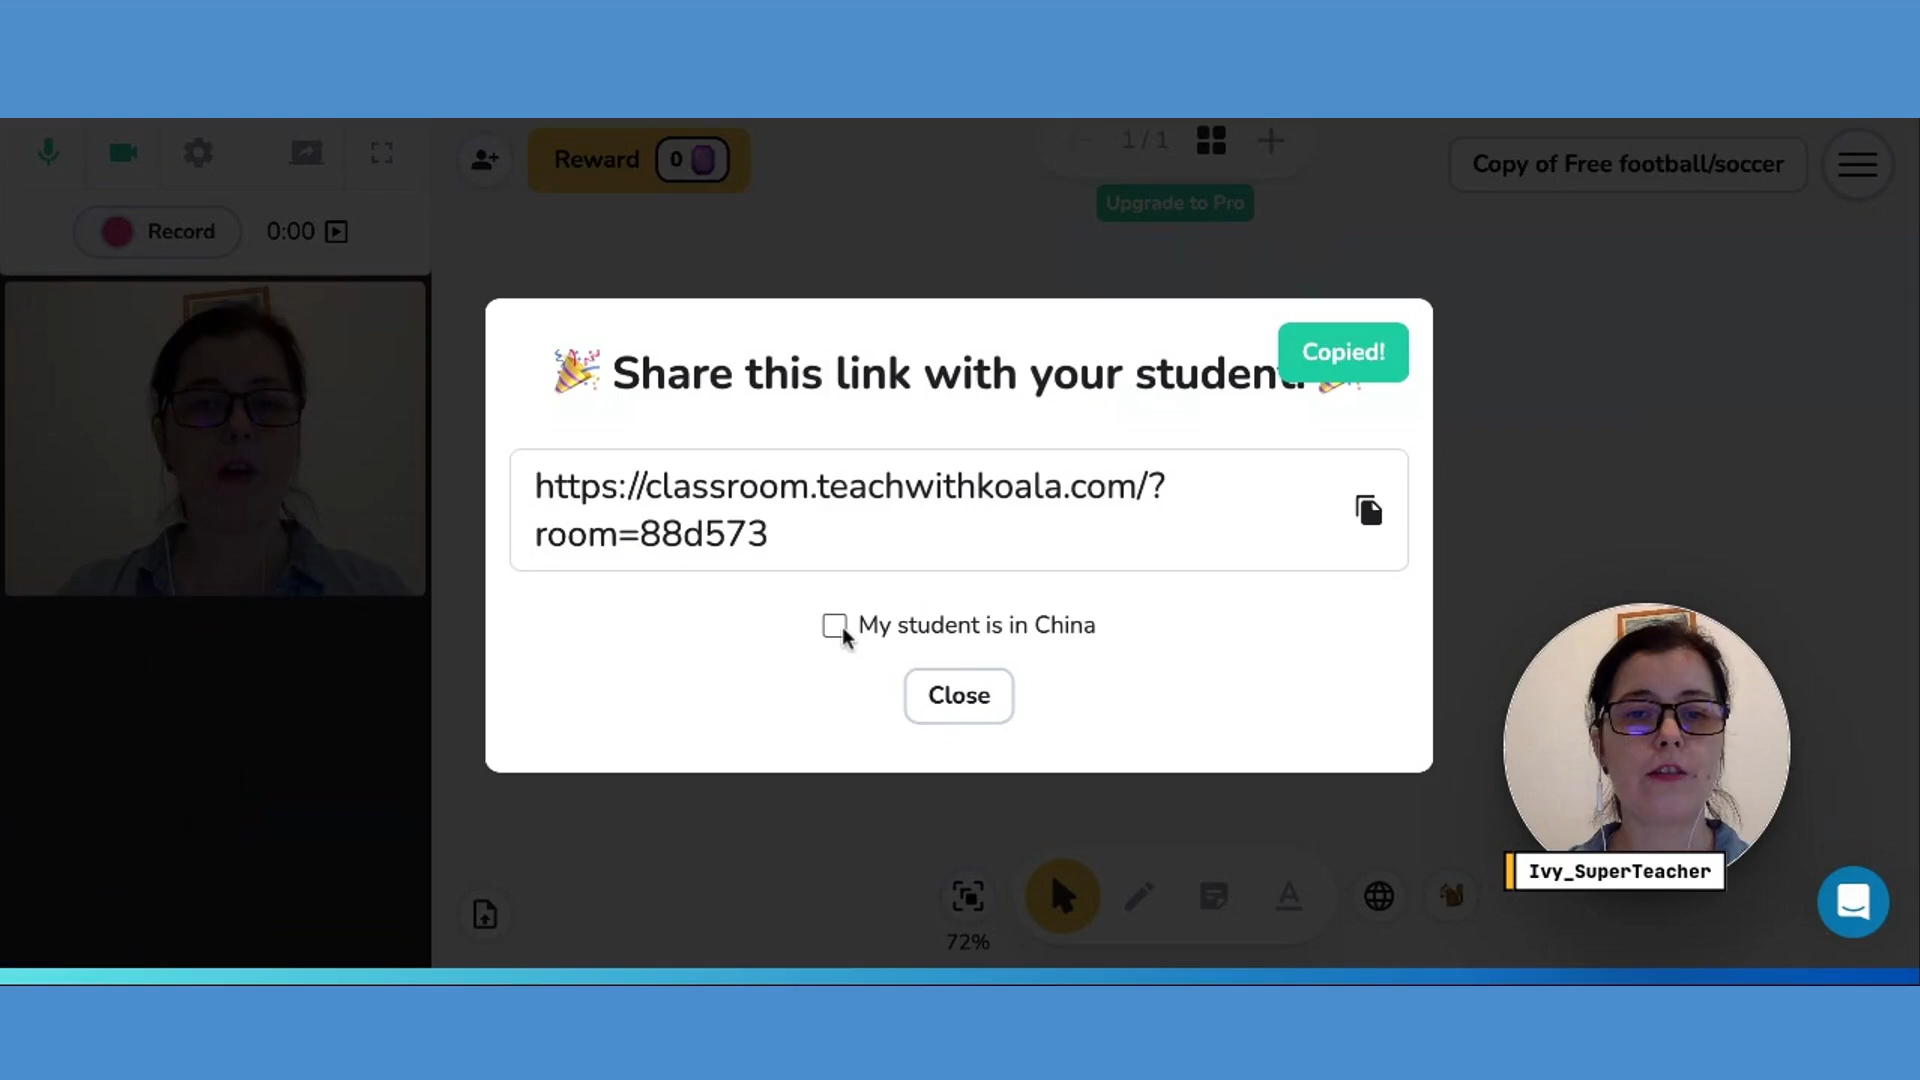 Reward 0
1 / 1
Copy of Free football/soccer
Upgrade to Pro
Record 0:00
Copied!
Share this link with your student!
https://classroom.teachwithkoala.com/?
room=88d573
My student is in China
Close
Ivy_SuperTeacher
A
72%